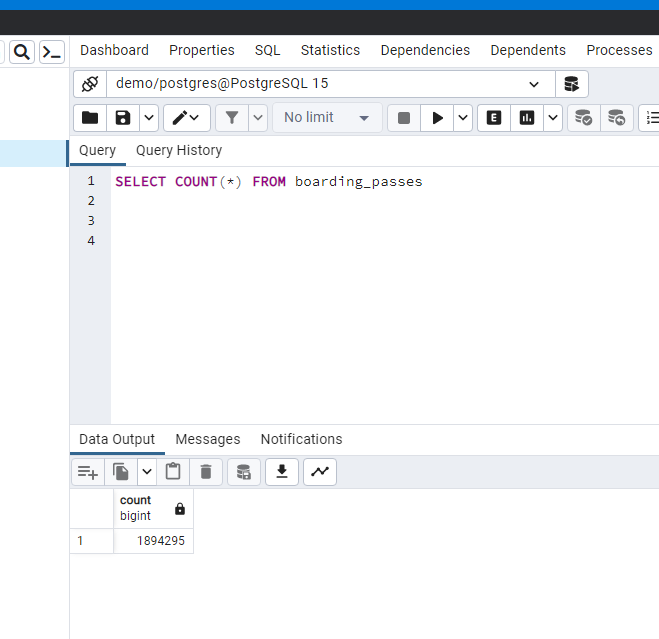 Dashboard Properties SQL Statistics Dependencies Dependents Processes
demo/postgres@PostgreSQL 15
No limit
Query Query History
1 SELECT COUNT(*) FROM boarding_passes
2
3
4
Data Output Messages Notifications
count
bigint
1 1894295